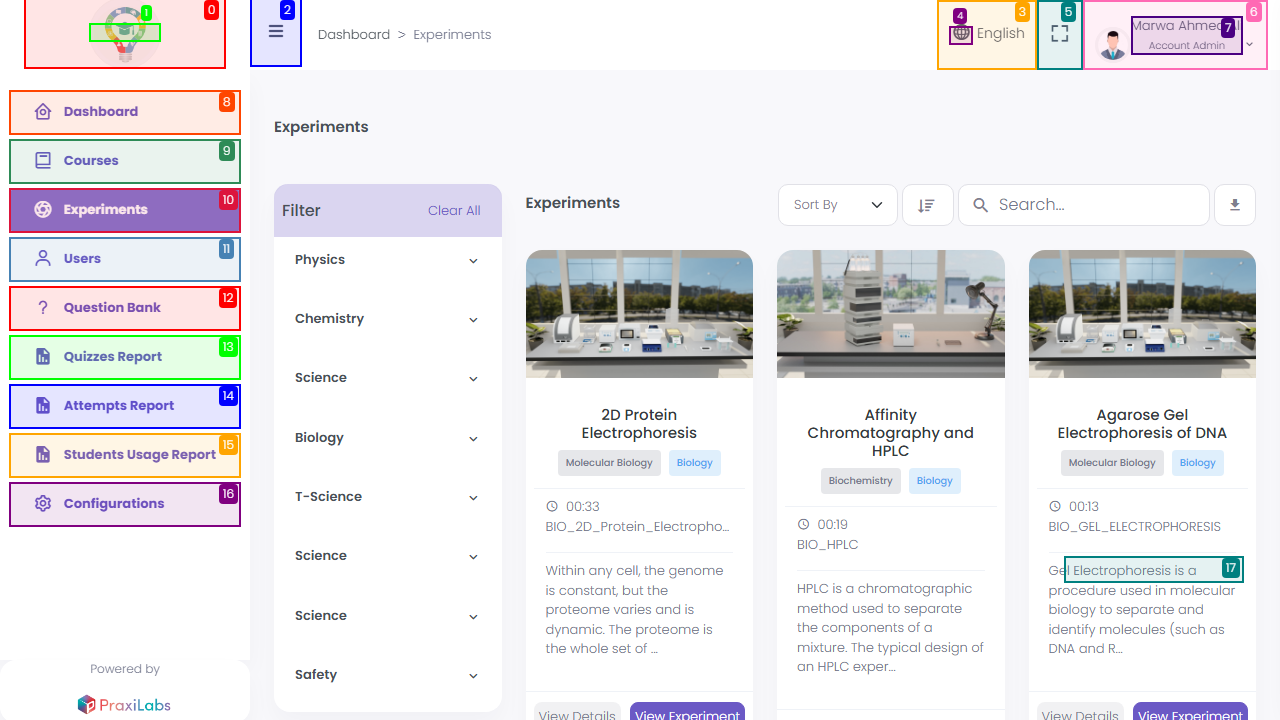 0
1
2
Dashboard > Experiments
3
4
English
5
6
7
Marwa Ahmed
Account Admin
Dashboard
8
Courses
9
Experiments
10
Users
11
Question Bank
12
Quizzes Report
13
Attempts Report
14
Students Usage Report
15
Configurations
16
Powered by
PraxiLabs
Experiments
Filter
Clear All
Physics
Chemistry
Science
Biology
T-Science
Science
Science
Safety
Experiments
Sort By
Search...
2D Protein
Electrophoresis
Molecular Biology
Biology
00:33
BIO_2D_Protein_Electropho...
Within any cell, the genome
is constant, but the
proteome varies and is
dynamic. The proteome is
the whole set of ...
View Details
View Experiment
Affinity
Chromatography and
HPLC
Biochemistry
Biology
00:19
BIO_HPLC
HPLC is a chromatographic
method used to separate
the components of a
mixture. The typical design of
an HPLC exper...
Agarose Gel
Electrophoresis of DNA
Molecular Biology
Biology
00:13
BIO_GEL_ELECTROPHORESIS
Gel Electrophoresis is a
17
procedure used in molecular
biology to separate and
identify molecules (such as
DNA and R...
View Details
View Experiment